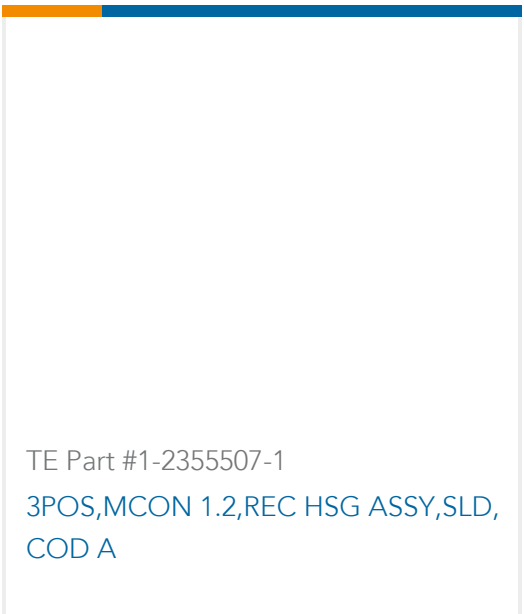 TE Part #1-2355507-1
3POS,MCON 1.2,REC HSG ASSY,SLD,
COD A